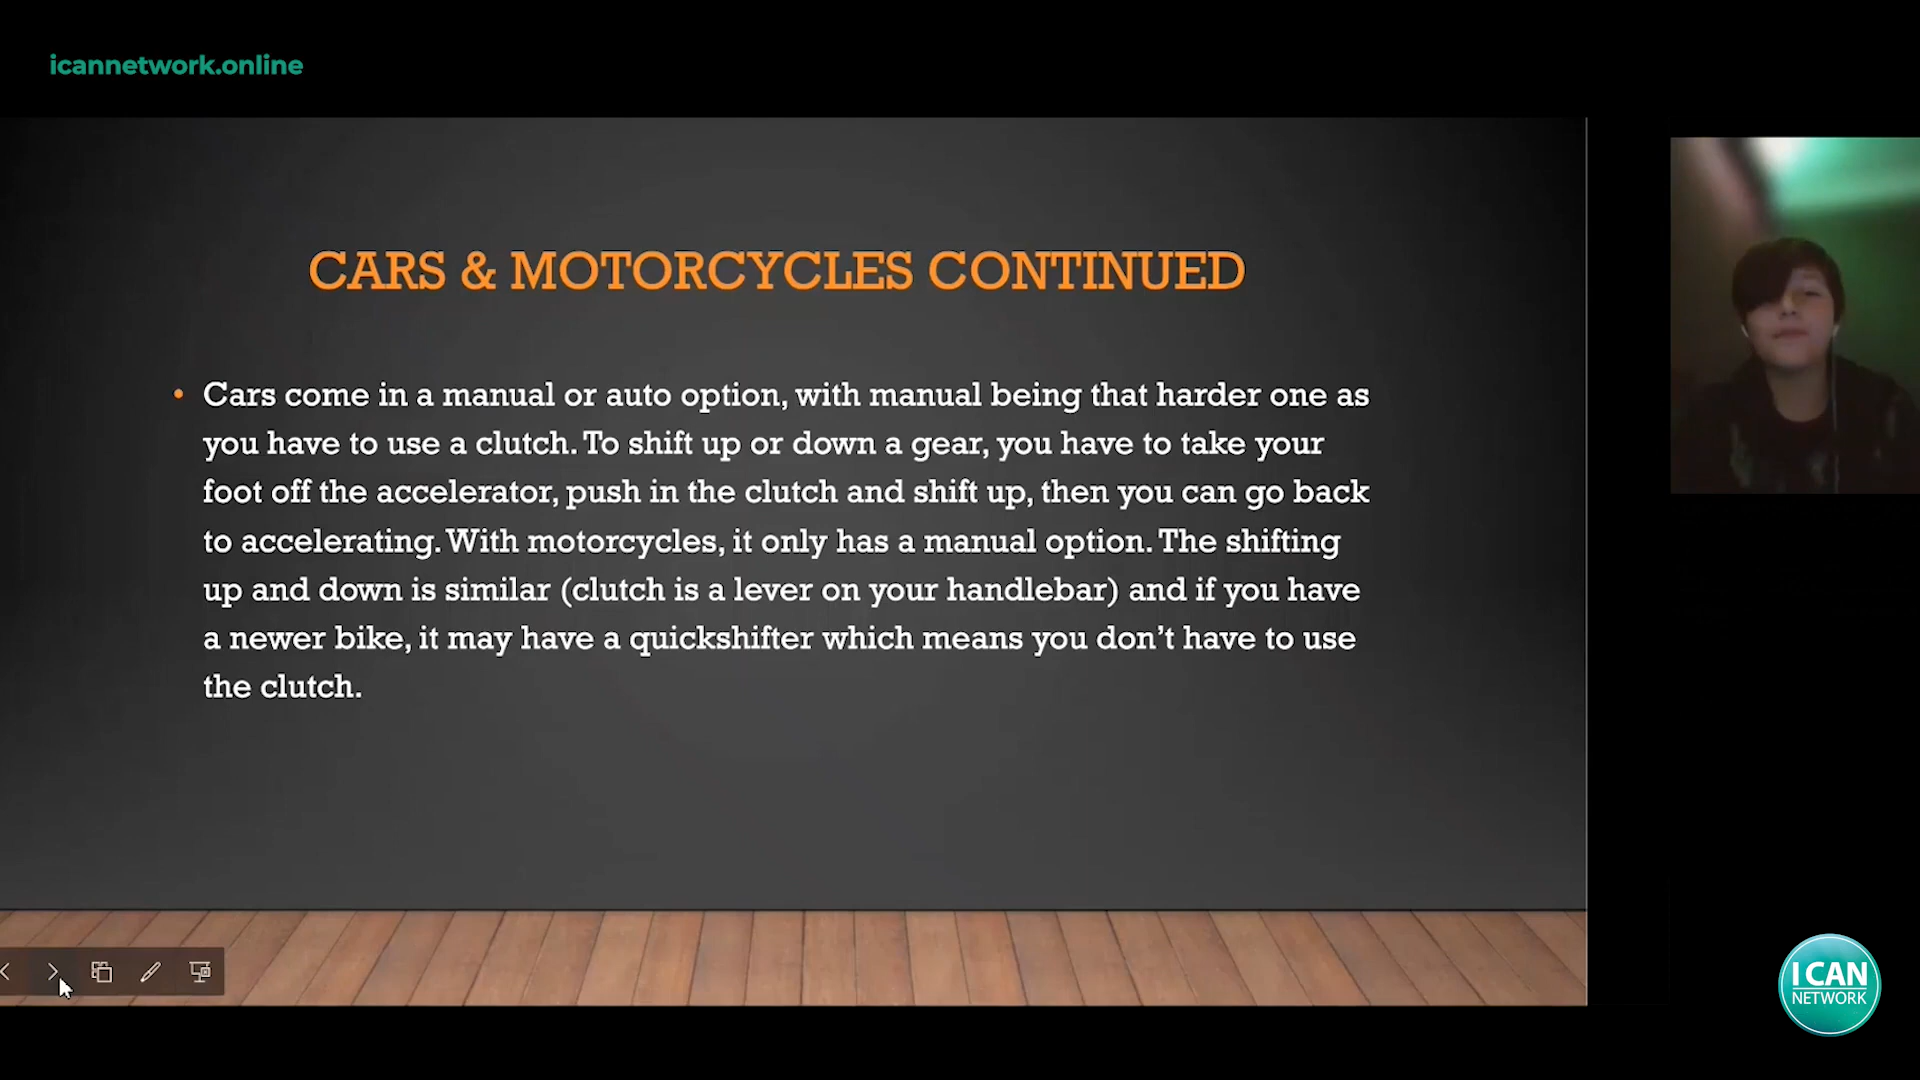 icannetwork.online
CARS & MOTORCYCLES CONTINUED
• Cars come in a manual or auto option, with manual being that harder one as
you have to use a clutch. To shift up or down a gear, you have to take your
foot off the accelerator, push in the clutch and shift up, then you can go back
to accelerating. With motorcycles, it only has a manual option. The shifting
up and down is similar (clutch is a lever on your handlebar) and if you have
a newer bike, it may have a quickshifter which means you don’t have to use
the clutch.
I CAN
NETWORK